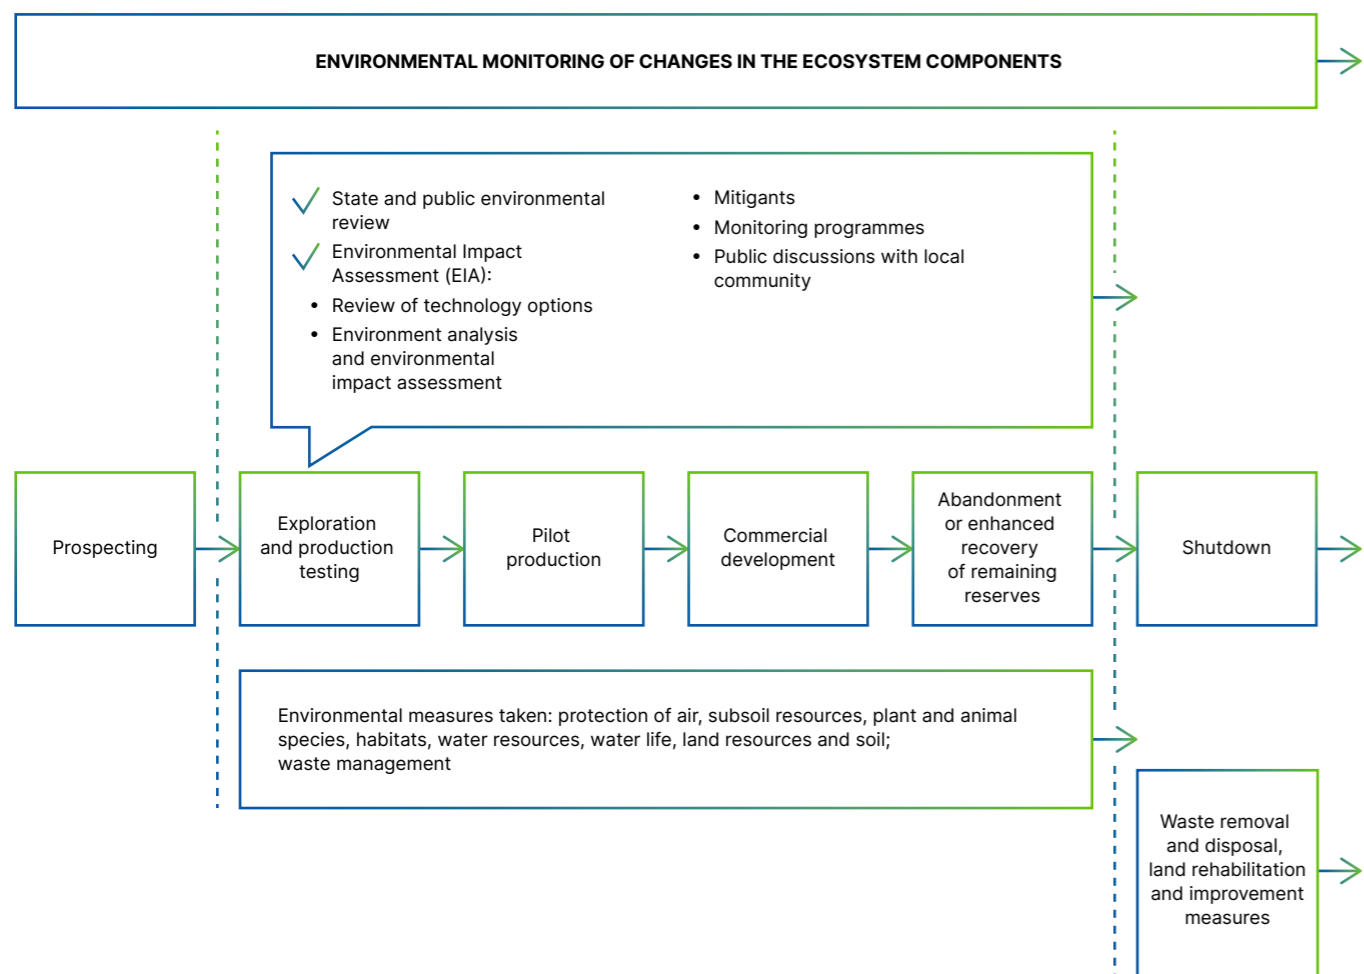 ENVIRONMENTAL MONITORING OF CHANGES IN THE ECOSYSTEM COMPONENTS
State and public environmental
review
Environmental Impact
Assessment (EIA):
• Review of technology options
• Environment analysis
and environmental
impact assessment
• Mitigants
• Monitoring programmes
• Public discussions with local
community
Prospecting
Exploration
and production
testing
Pilot
production
Commercial
development
Abandonment
or enhanced
recovery
of remaining
reserves
Shutdown
Environmental measures taken: protection of air, subsoil resources, plant and animal
species, habitats, water resources, water life, land resources and soil;
waste management
Waste removal
and disposal,
land rehabilitation
and improvement
measures